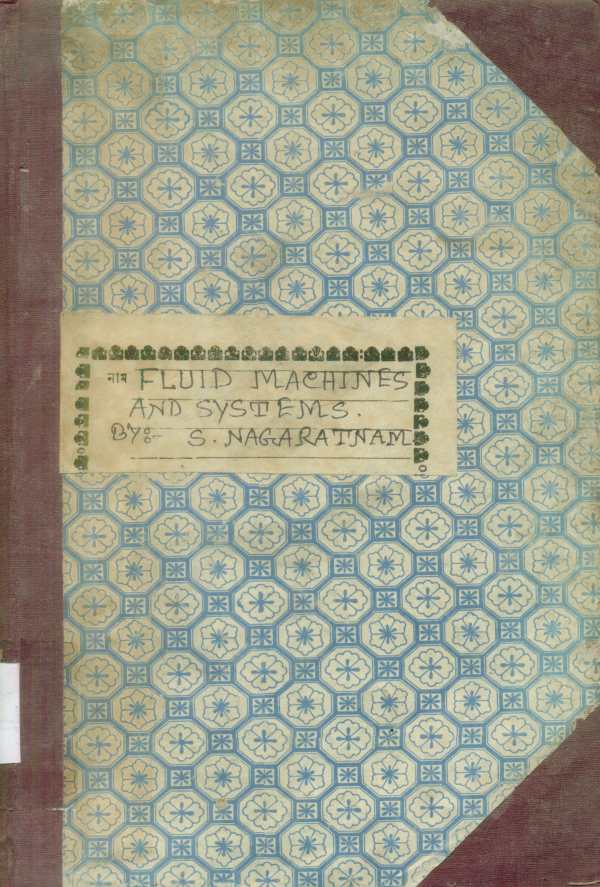 নাম FLUID MACHINES
AND SYSTEMS.
BY:- S. NAGARATNAM